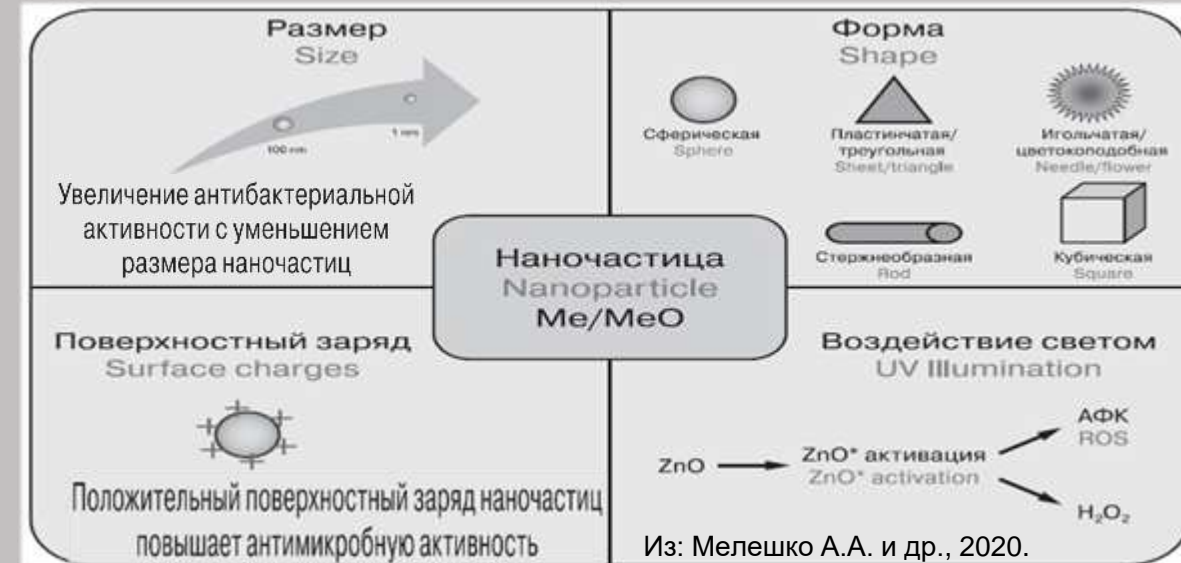 Размер
Size
100 nm
1 nm
Увеличение антибактериальной
активности с уменьшением
размера наночастиц
Форма
Shape
Сферическая
Sphere
Пластинчатая/
треугольная
Sheet/triangle
Игольчатая/
цветокоподобная
Needle/flower
Стержнеобразная
Rod
Кубическая
Square
Наночастица
Nanoparticle
Me/MeO
Поверхностный заряд
Surface charges
Положительный поверхностный заряд наночастиц
повышает антимикробную активность
Воздействие светом
UV Illumination
ZnO
ZnO* активация
ZnO* activation
АФК
ROS
H₂O₂
Из: Мелешко А.А. и др., 2020.